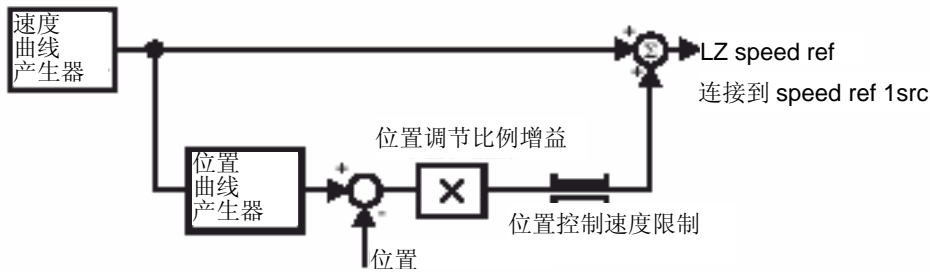 速度
曲线
产生器
+
Σ
+
LZ speed ref
连接到 speed ref 1src
位置调节比例增益
位置
曲线
产生器
+
-
×
位置控制速度限制
位置